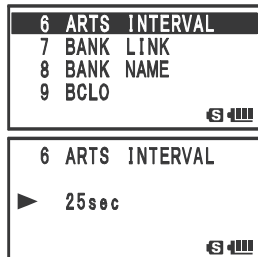 6 ARTS INTERVAL
7 BANK LINK
8 BANK NAME
9 BCLO
S
6 ARTS INTERVAL
25sec
S